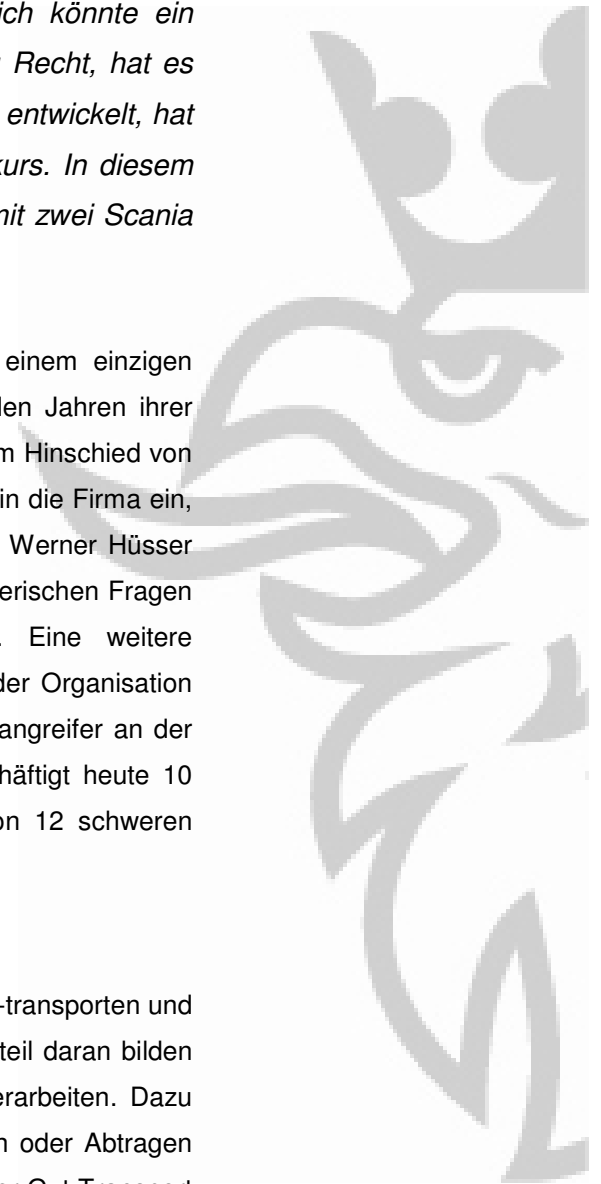 ich könnte ein
Recht, hat es
entwickelt, hat
kurs. In diesem
mit zwei Scania
einem einzigen
den Jahren ihrer
m Hinschied von
in die Firma ein,
Werner Hüsser
erischen Fragen
. Eine weitere
der Organisation
angreifer an der
häftigt heute 10
on 12 schweren
-transporten und
teil daran bilden
erarbeiten. Dazu
n oder Abtragen